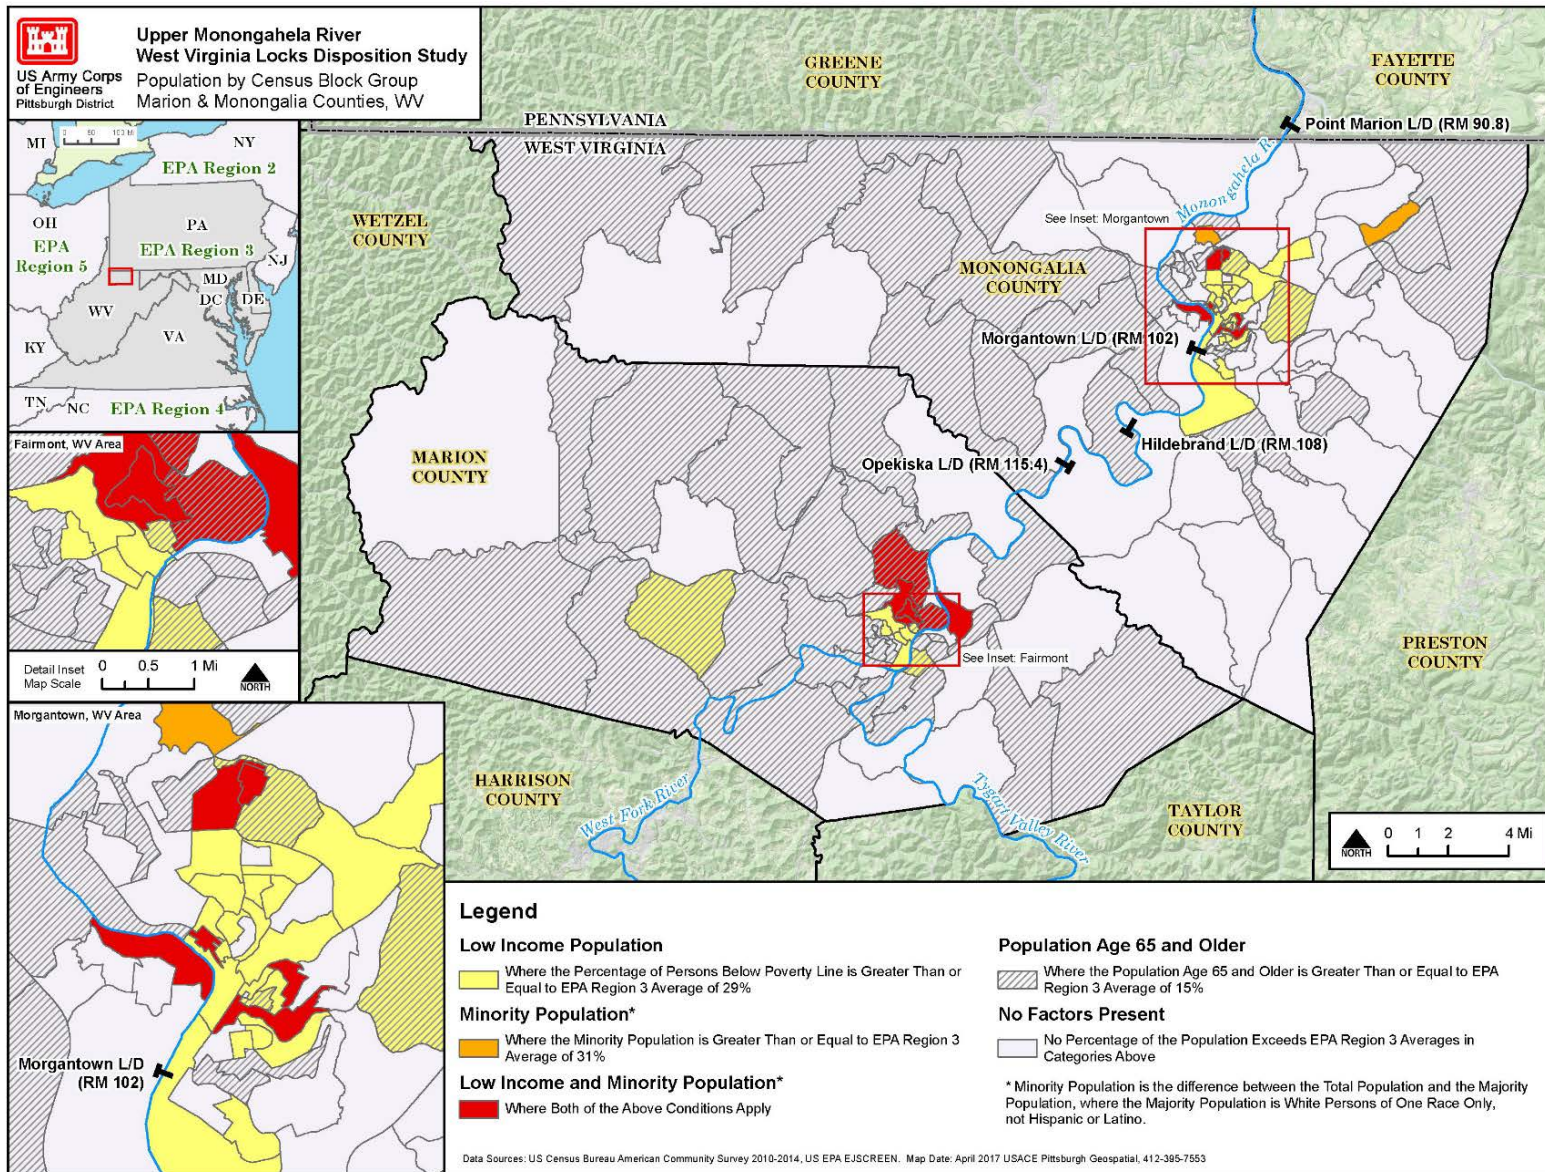 US Army Corps
of Engineers
Pittsburgh District
Upper Monongahela River
West Virginia Locks Disposition Study
Population by Census Block Group
Marion & Monongalia Counties, WV
0 50 100 Mi
MI
NY
EPA Region 2
OH
PA
EPA
Region 5
EPA Region 3
NJ
MD
DC
DE
WV
VA
KY
TN
NC
EPA Region 4
Fairmont, WV Area
Detail Inset
Map Scale
0 0.5 1 Mi
NORTH
Morgantown, WV Area
Morgantown L/D
(RM 102)
GREENE
COUNTY
FAYETTE
COUNTY
PENNSYLVANIA
WEST VIRGINIA
Point Marion L/D (RM 90.8)
Monongahela R.
WETZEL
COUNTY
See Inset: Morgantown
MONONGALIA
COUNTY
Morgantown L/D (RM 102)
MARION
COUNTY
Hildebrand L/D (RM 108)
Opekiska L/D (RM 115.4)
See Inset: Fairmont
PRESTON
COUNTY
HARRISON
COUNTY
West Fork River
Tygart Valley River
TAYLOR
COUNTY
NORTH
0 1 2 4 Mi
Legend
Low Income Population
Where the Percentage of Persons Below Poverty Line is Greater Than or
Equal to EPA Region 3 Average of 29%
Minority Population*
Where the Minority Population is Greater Than or Equal to EPA Region 3
Average of 31%
Low Income and Minority Population*
Where Both of the Above Conditions Apply
Population Age 65 and Older
Where the Population Age 65 and Older is Greater Than or Equal to EPA
Region 3 Average of 15%
No Factors Present
No Percentage of the Population Exceeds EPA Region 3 Averages in
Categories Above
* Minority Population is the difference between the Total Population and the Majority
Population, where the Majority Population is White Persons of One Race Only,
not Hispanic or Latino.
Data Sources: US Census Bureau American Community Survey 2010-2014, US EPA EJSCREEN. Map Date: April 2017 USACE Pittsburgh Geospatial, 412-395-7553